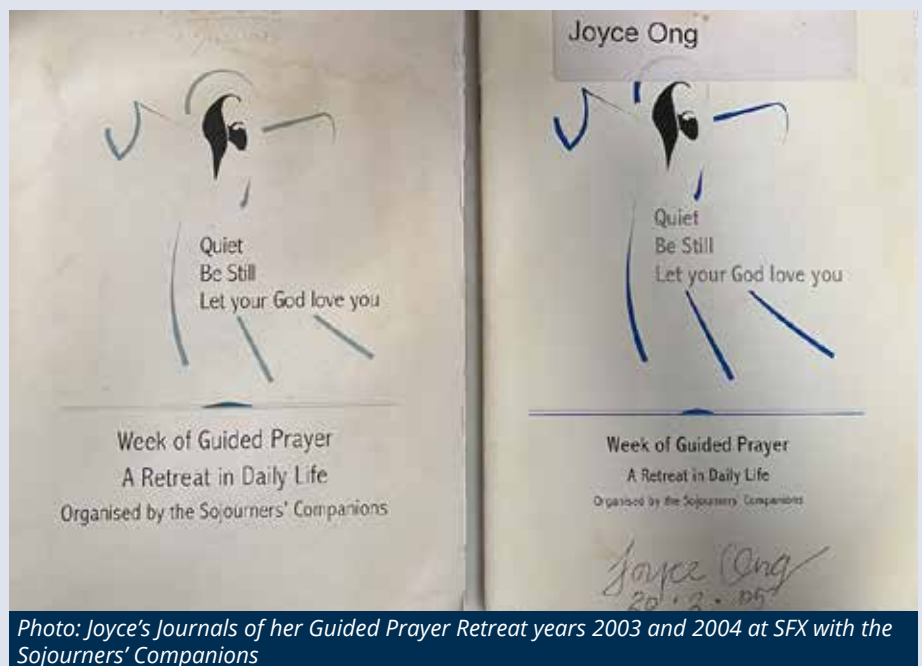 Quiet
Be Still
Let your God love you
Week of Guided Prayer
A Retreat in Daily Life
Organised by the Sojourners' Companions
Joyce Ong
Quiet
Be Still
Let your God love you
Week of Guided Prayer
A Retreat in Daily Life
Organised by the Sojourners' Companions
Joyce Ong
20 · 2 · 05
Photo: Joyce's Journals of her Guided Prayer Retreat years 2003 and 2004 at SFX with the
Sojourners' Companions